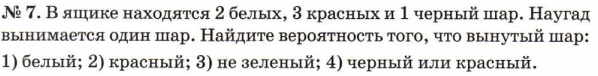 № 7. В ящике находятся 2 белых, 3 красных и 1 черный шар. Наугад
вынимается один шар. Найдите вероятность того, что вынутый шар:
1) белый; 2) красный; 3) не зеленый; 4) черный или красный.